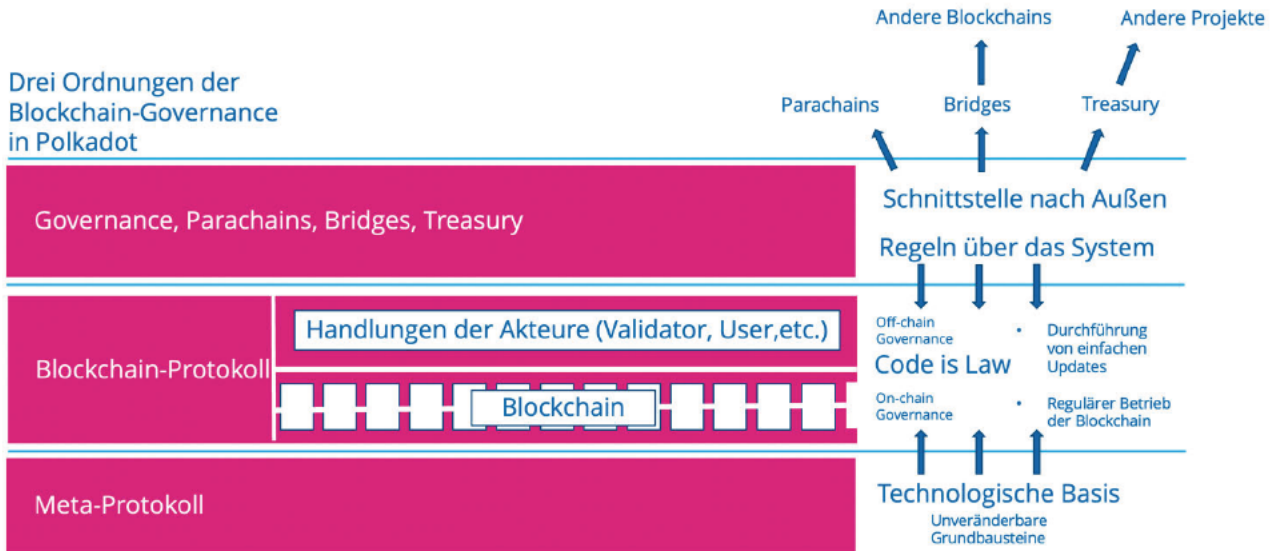 Andere Blockchains
Andere Projekte
Drei Ordnungen der
Blockchain-Governance
in Polkadot
Parachains
Bridges
Treasury
Governance, Parachains, Bridges, Treasury
Schnittstelle nach Außen
Regeln über das System
Blockchain-Protokoll
Handlungen der Akteure (Validator, User,etc.)
Blockchain
Off-chain
Governance
Code is Law
On-chain
Governance
• Durchführung
von einfachen
Updates
• Regulärer Betrieb
der Blockchain
Meta-Protokoll
Technologische Basis
Unveränderbare
Grundbausteine